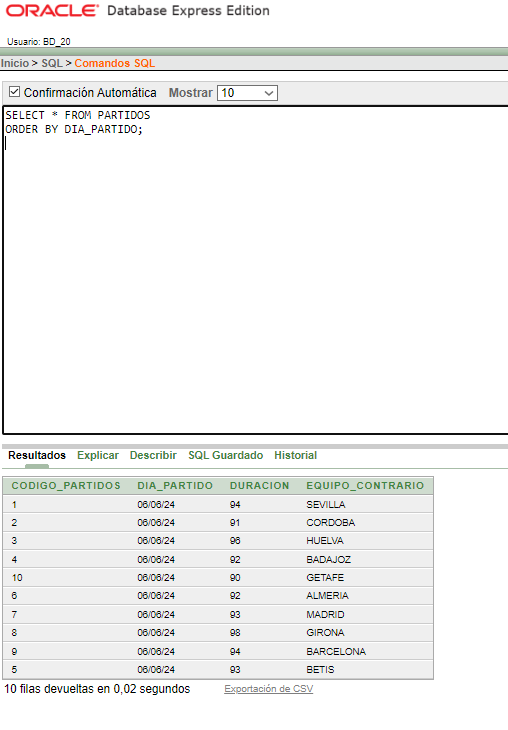 ORACLE Database Express Edition
Usuario: BD_20
Inicio > SQL > Comandos SQL
Confirmación Automática Mostrar 10
SELECT * FROM PARTIDOS
ORDER BY DIA_PARTIDO;
Resultados Explicar Describir SQL Guardado Historial
CODIGO_PARTIDOS DIA_PARTIDO DURACION EQUIPO_CONTRARIO
1 06/06/24 94 SEVILLA
2 06/06/24 91 CORDOBA
3 06/06/24 96 HUELVA
4 06/06/24 92 BADAJOZ
10 06/06/24 90 GETAFE
6 06/06/24 92 ALMERIA
7 06/06/24 93 MADRID
8 06/06/24 98 GIRONA
9 06/06/24 94 BARCELONA
5 06/06/24 93 BETIS
10 filas devueltas en 0,02 segundos Exportación de CSV